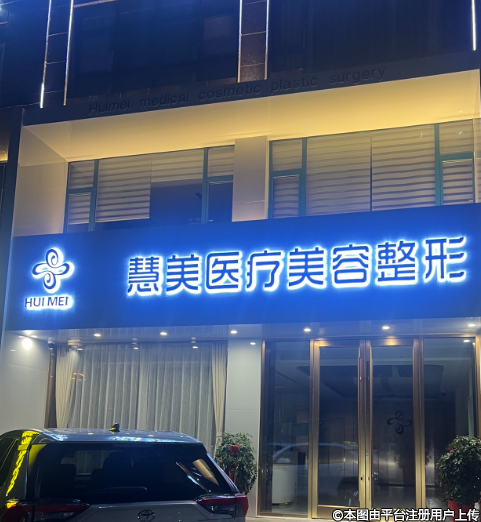 Huimei medical cosmetic plastic surgery
慧美医疗美容整形
HUI MEI
©本图由平台注册用户上传